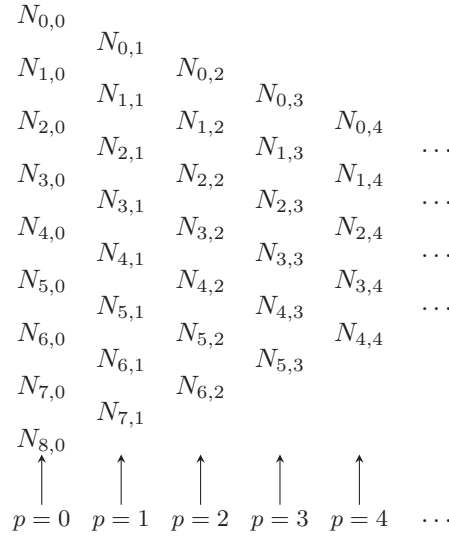 N_{0,0}
N_{0,1}
N_{1,0} N_{0,2}
N_{1,1} N_{0,3}
N_{2,0} N_{1,2} N_{0,4}
N_{2,1} N_{1,3} ...
N_{3,0} N_{2,2} N_{1,4}
N_{3,1} N_{2,3} ...
N_{4,0} N_{3,2} N_{2,4}
N_{4,1} N_{3,3} ...
N_{5,0} N_{4,2} N_{3,4}
N_{5,1} N_{4,3} ...
N_{6,0} N_{5,2} N_{4,4}
N_{6,1} N_{5,3}
N_{7,0} N_{6,2}
N_{7,1}
N_{8,0}
p = 0 p = 1 p = 2 p = 3 p = 4 ...